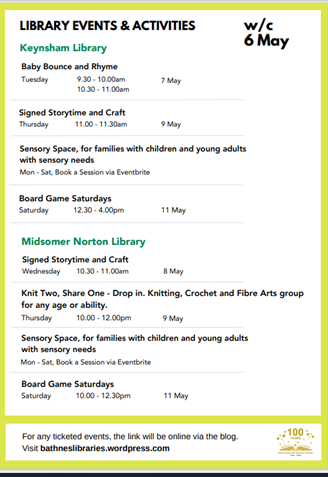 LIBRARY EVENTS & ACTIVITIES
w/c
6 May
Keynsham Library
Baby Bounce and Rhyme
Tuesday 9.30 - 10.00am 7 May
10.30 - 11.00am
Signed Storytime and Craft
Thursday 11.00 - 11.30am 9 May
Sensory Space, for families with children and young adults
with sensory needs
Mon - Sat, Book a Session via Eventbrite
Board Game Saturdays
Saturday 12.30 - 4.00pm 11 May
Midsomer Norton Library
Signed Storytime and Craft
Wednesday 10.30 - 11.00am 8 May
Knit Two, Share One - Drop in. Knitting, Crochet and Fibre Arts group
for any age or ability.
Thursday 10.00 - 12.00pm 9 May
Sensory Space, for families with children and young adults
with sensory needs
Mon - Sat, Book a Session via Eventbrite
Board Game Saturdays
Saturday 10.00 - 12.30pm 11 May
For any ticketed events, the link will be online via the blog.
Visit bathneslibraries.wordpress.com
100